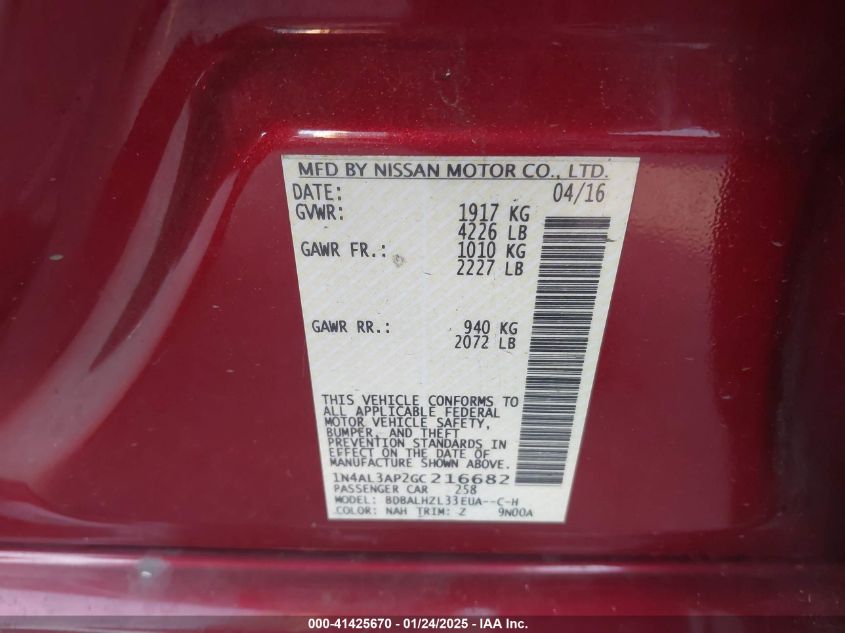 MFD BY NISSAN MOTOR CO., LTD.
DATE: 04/16
GVWR: 1917 KG
4226 LB
GAWR FR.: 1010 KG
2227 LB
GAWR RR.: 940 KG
2072 LB
THIS VEHICLE CONFORMS TO
ALL APPLICABLE FEDERAL
MOTOR VEHICLE SAFETY,
BUMPER, AND THEFT
PREVENTION STANDARDS IN
EFFECT ON THE DATE OF
MANUFACTURE SHOWN ABOVE.
1N4AL3AP2GC216682
PASSENGER CAR 258
MODEL: BDBALHZL33EUA--C-H
COLOR: NAH TRIM: Z 9N00A
000-41425670 - 01/24/2025 - IAA Inc.